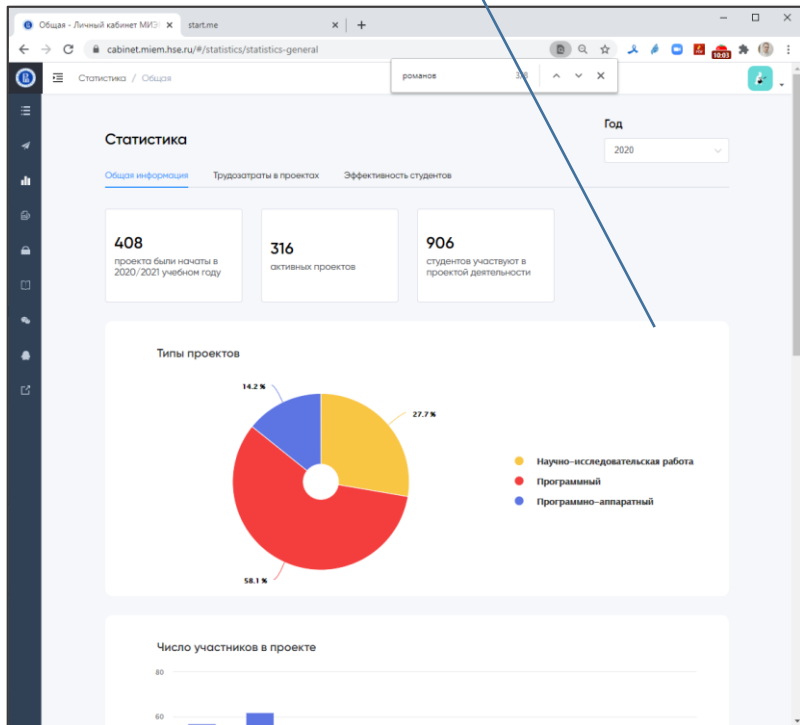 Общая - Личный кабинет МИЭ
start.me
cabinet.miem.hse.ru/#/statistics/statistics-general
10:03
Статистика / Общая
романов
Год
2020
Статистика
Общая информация
Трудозатраты в проектах
Эффективность студентов
408
проекта были начаты в
2020/2021 учебном году
316
активных проектов
906
студентов участвуют в
проектой деятельности
Типы проектов
14.2 %
27.7 %
58.1 %
Научно-исследовательская работа
Программный
Программно-аппаратный
Число участников в проекте
80
60